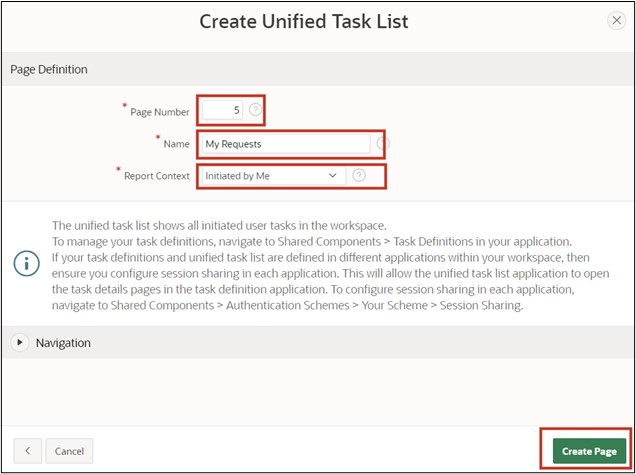 Create Unified Task List
Page Definition
* Page Number 5 ?
* Name My Requests ?
* Report Context Initiated by Me ?
The unified task list shows all initiated user tasks in the workspace.
To manage your task definitions, navigate to Shared Components > Task Definitions in your application.
If your task definitions and unified task list are defined in different applications within your workspace, then
ensure you configure session sharing in each application. This will allow the unified task list application to open
the task details pages in the task definition application. To configure session sharing in each application,
navigate to Shared Components > Authentication Schemes > Your Scheme > Session Sharing.
Navigation
Cancel
Create Page